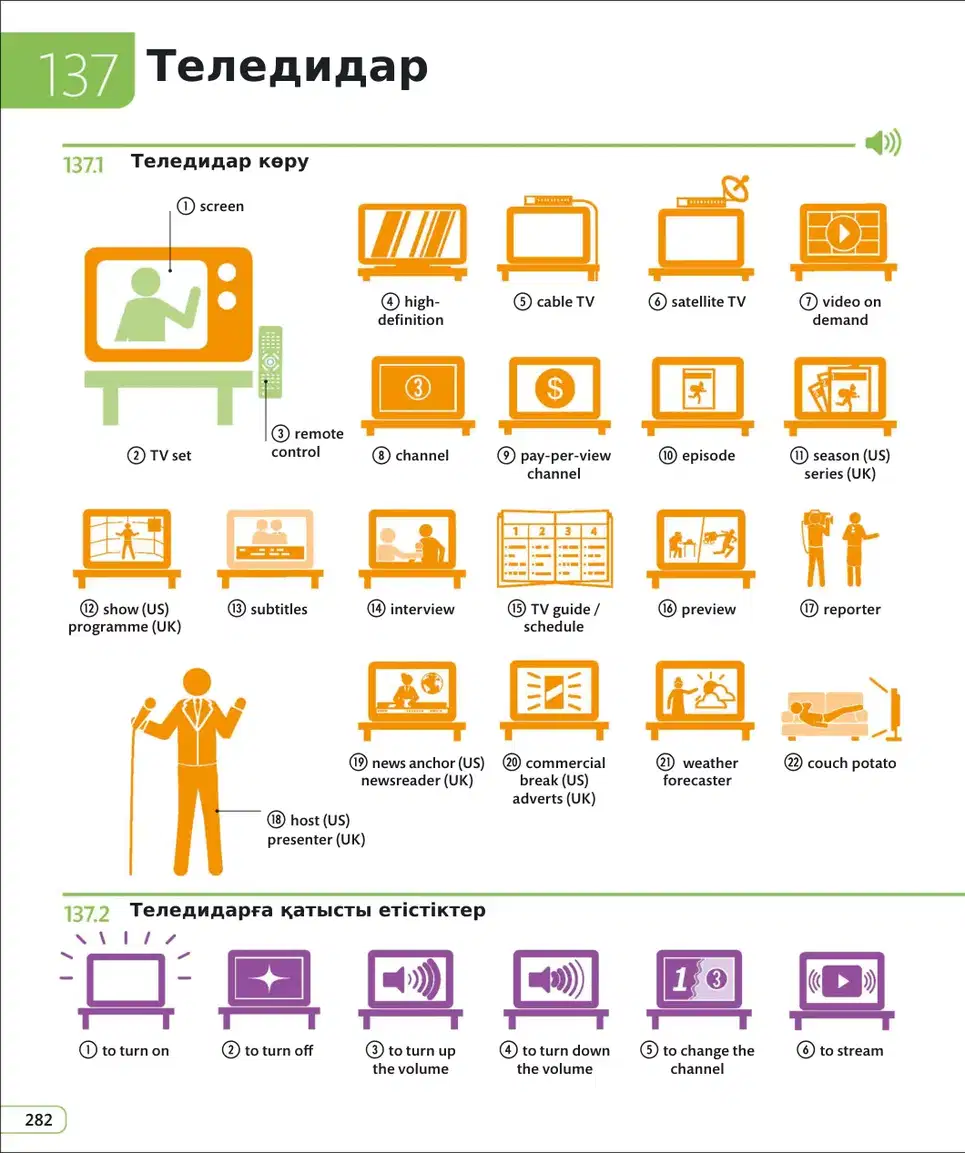 137 Теледидар
137.1 Теледидар көру
① screen
② TV set
③ remote
control
④ high-
definition
⑤ cable TV
⑥ satellite TV
⑦ video on
demand
3
⑧ channel
$
⑨ pay-per-view
channel
⑩ episode
⑪ season (US)
series (UK)
⑫ show (US)
programme (UK)
⑬ subtitles
⑭ interview
1 2 3 4
⑮ TV guide /
schedule
⑯ preview
⑰ reporter
⑱ host (US)
presenter (UK)
⑲ news anchor (US)
newsreader (UK)
⑳ commercial
break (US)
adverts (UK)
㉑ weather
forecaster
㉒ couch potato
137.2 Теледидарға қатысты етістіктер
① to turn on
② to turn off
③ to turn up
the volume
④ to turn down
the volume
1 3
⑤ to change the
channel
⑥ to stream
282